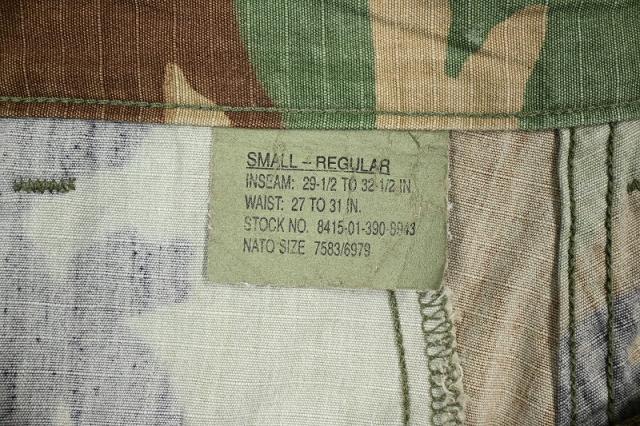 SMALL – REGULAR
INSEAM: 29-1/2 TO 32-1/2 IN
WAIST: 27 TO 31 IN.
STOCK NO. 8415-01-390-8943
NATO SIZE 7583/6979